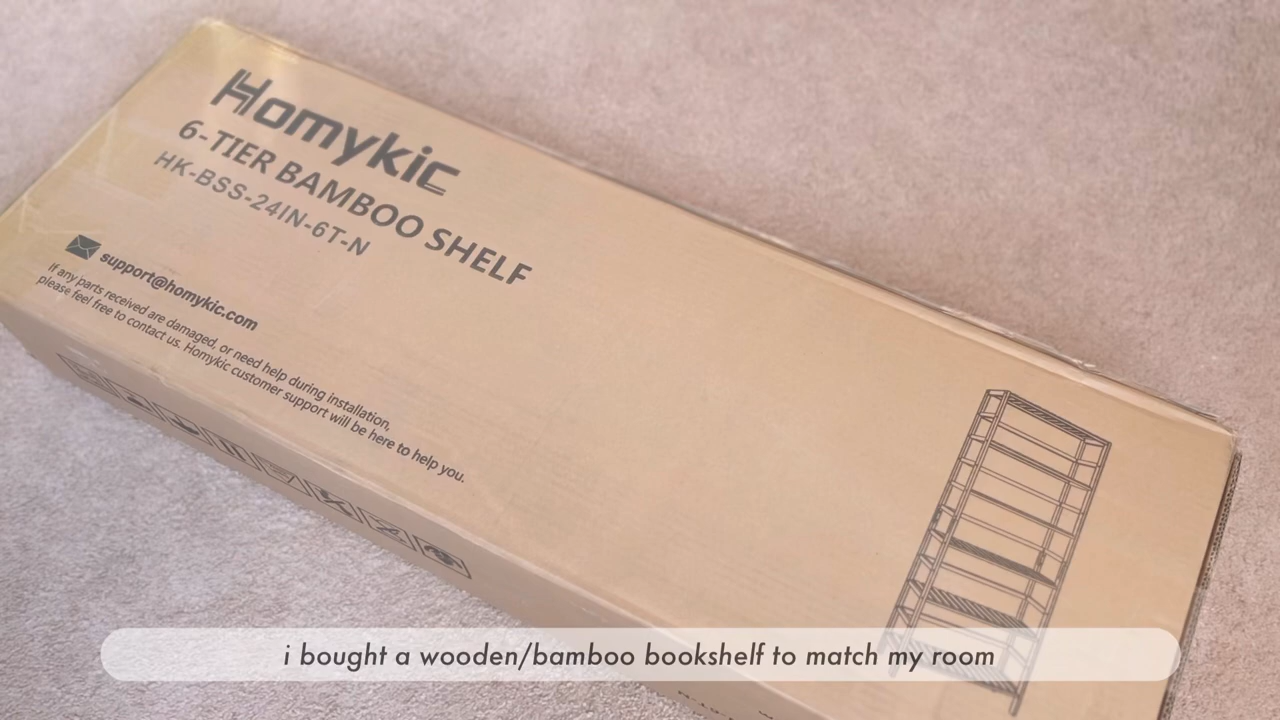 Homykic
6-TIER BAMBOO SHELF
HK-BSS-24IN-6T-N
support@homykic.com
If any parts received are damaged, or need help during installation,
please feel free to contact us. Homykic customer support will be here to help you.
i bought a wooden/bamboo bookshelf to match my room